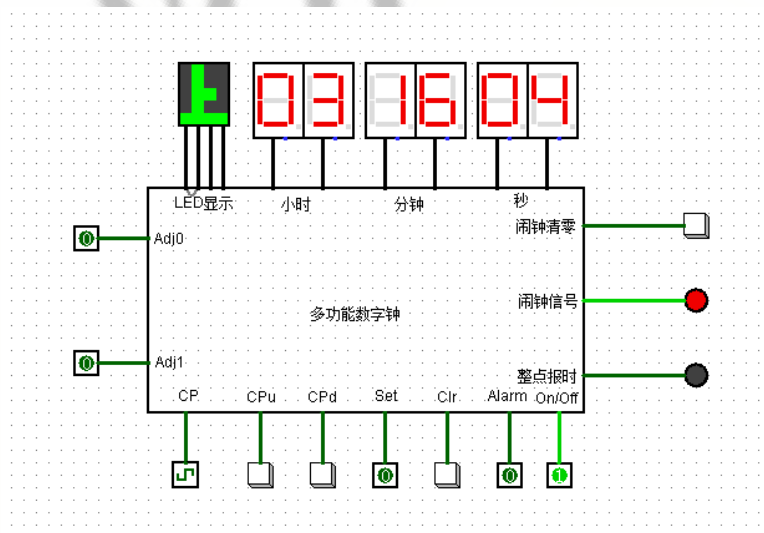 上
03 16 04
LED显示 小时 分钟 秒
闹钟清零
0 Adj0
闹钟信号
多功能数字钟
0 Adj1
整点报时
CP CPu CPd Set Clr Alarm On/Off
0 0 1